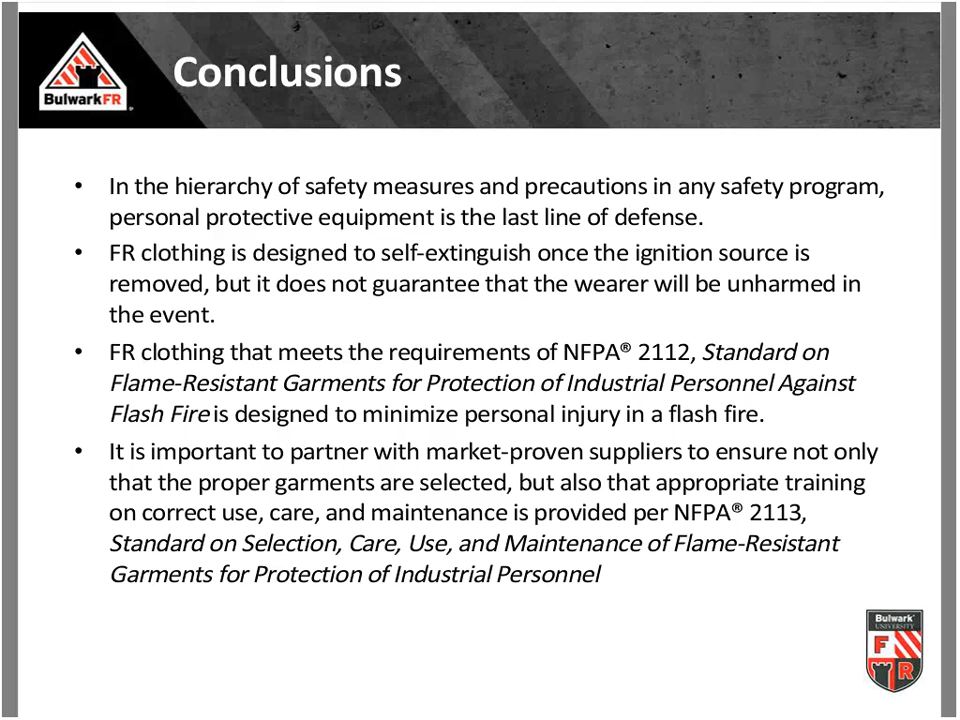 Conclusions
BulwarkFR
• In the hierarchy of safety measures and precautions in any safety program,
personal protective equipment is the last line of defense.
• FR clothing is designed to self-extinguish once the ignition source is
removed, but it does not guarantee that the wearer will be unharmed in
the event.
• FR clothing that meets the requirements of NFPA® 2112, Standard on
Flame-Resistant Garments for Protection of Industrial Personnel Against
Flash Fire is designed to minimize personal injury in a flash fire.
• It is important to partner with market-proven suppliers to ensure not only
that the proper garments are selected, but also that appropriate training
on correct use, care, and maintenance is provided per NFPA® 2113,
Standard on Selection, Care, Use, and Maintenance of Flame-Resistant
Garments for Protection of Industrial Personnel
Bulwark
UNIVERSITY
F
R